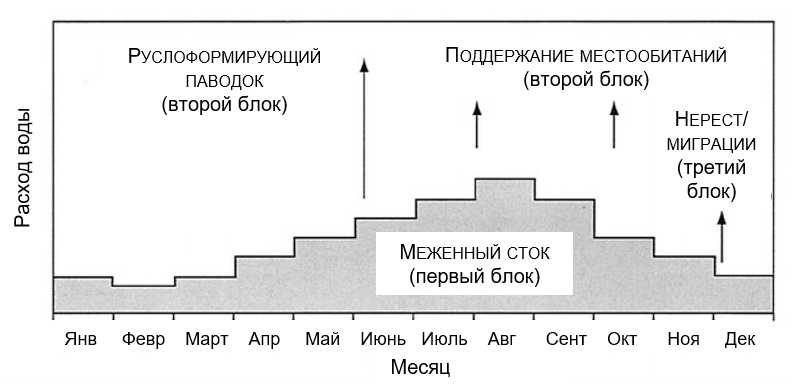 Руслоформирующий
паводок
(второй блок)
Поддержание местообитаний
(второй блок)
Нерест/
миграции
(третий
блок)
Меженный сток
(первый блок)
Расход воды
Янв Февр Март Апр Май Июнь Июль Авг Сент Окт Ноя Дек
Месяц